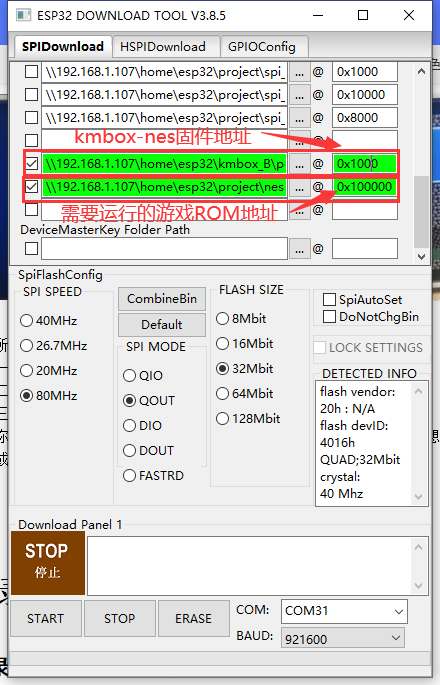 ESP32 DOWNLOAD TOOL V3.8.5
SPIDownload HSPIDownload GPIOConfig
\\192.168.1.107\home\esp32\project\spi_ ... @ 0x1000
\\192.168.1.107\home\esp32\project\spi_ ... @ 0x10000
\\192.168.1.107\home\esp32\project\spi_ ... @ 0x8000
... @
kmbox-nes固件地址
\\192.168.1.107\home\esp32\kmbox_B\p ... @ 0x1000
\\192.168.1.107\home\esp32\project\nes ... @ 0x100000
需要运行的游戏ROM地址
... @
DeviceMasterKey Folder Path
... @
SpiFlashConfig
SPI SPEED
40MHz
26.7MHz
20MHz
80MHz
CombineBin
Default
SPI MODE
QIO
QOUT
DIO
DOUT
FASTRD
FLASH SIZE
8Mbit
16Mbit
32Mbit
64Mbit
128Mbit
SpiAutoSet
DoNotChgBin
LOCK SETTINGS
DETECTED INFO
flash vendor:
20h : N/A
flash devID:
4016h
QUAD;32Mbit
crystal:
40 Mhz
Download Panel 1
STOP
停止
START STOP ERASE
COM: COM31
BAUD: 921600